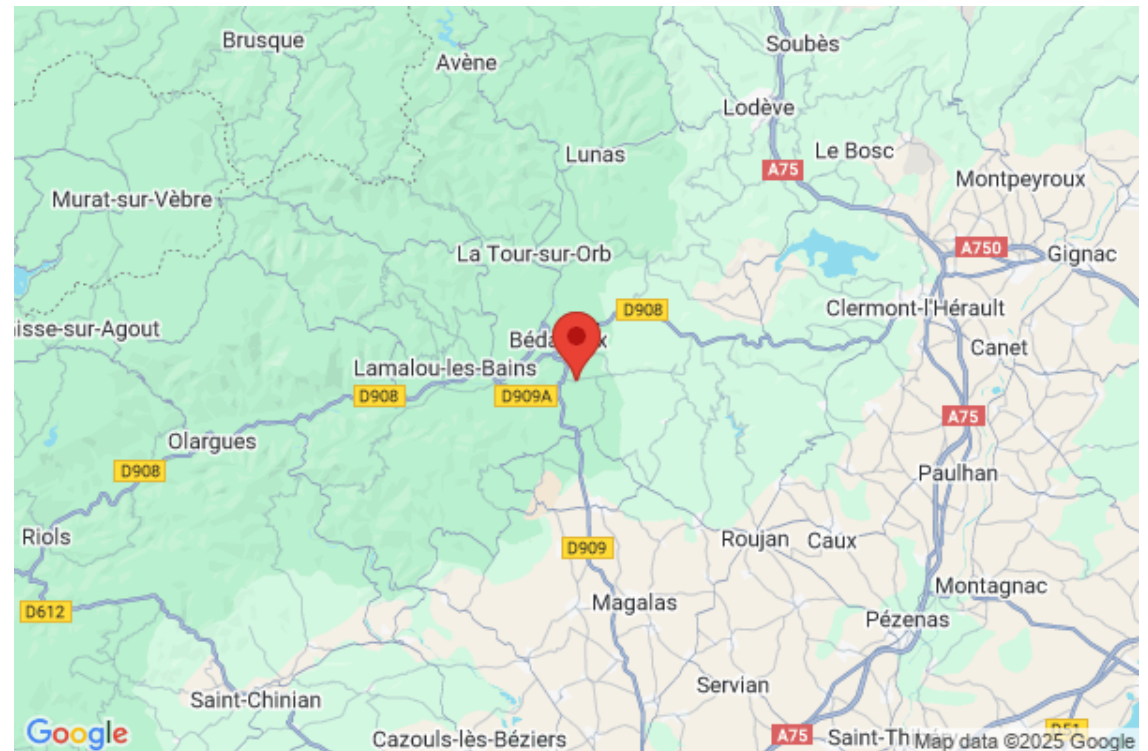 Brusque
Soubès
Avène
Lodève
Lunas
Le Bosc
A75
Montpeyroux
Murat-sur-Vèbre
La Tour-sur-Orb
A750
Gignac
D908
Clermont-l'Hérault
isse-sur-Agout
Canet
Lamalou-les-Bains
D908
D909A
A75
Olargues
D908
Paulhan
Riols
Roujan
Caux
D909
Montagnac
Magalas
D612
Pézenas
Servian
Saint-Chinian
A75
Google
Cazouls-lès-Béziers
Map data ©2025 Google